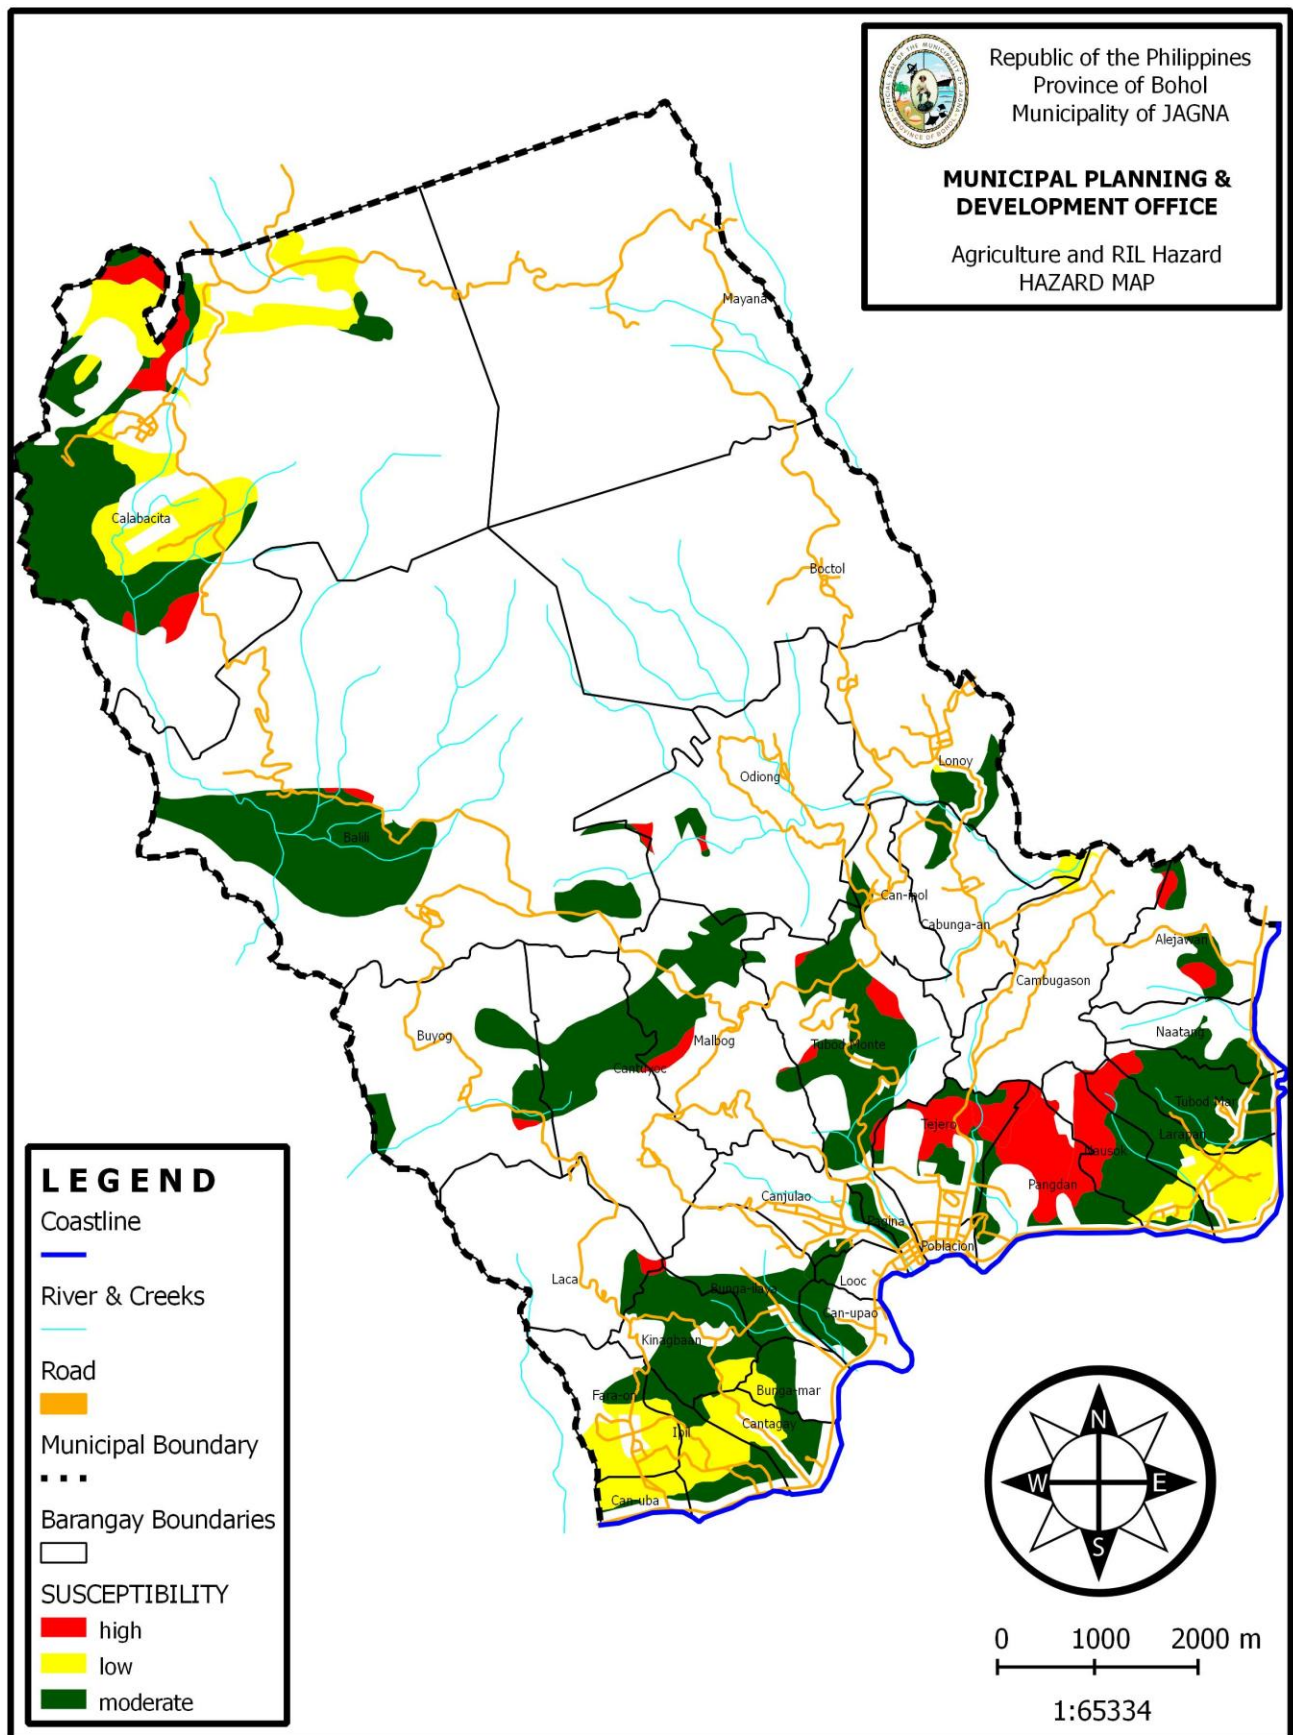 Republic of the Philippines
Province of Bohol
Municipality of JAGNA
MUNICIPAL PLANNING &
DEVELOPMENT OFFICE
Agriculture and RIL Hazard
HAZARD MAP
Mayana
Calabacita
Boctol
Lonoy
Odiong
Balili
Can-ipol
Cabunga-an
Alejawan
Cambugason
Naatang
Buyog
Malbog
Tubod-Monte
Cantuyoc
Tubod-Mar
Tejero
Larapan
Nausok
Pangdan
Canjulao
Pagina
Poblacion
Laca
Looc
Bunga-ilaya
Can-upao
Kinagbaan
Fara-on
Bunga-mar
Cantagay
Ipil
Can-uba
LEGEND
Coastline
River & Creeks
Road
Municipal Boundary
Barangay Boundaries
SUSCEPTIBILITY
high
low
moderate
N
W E
S
0 1000 2000 m
1:65334